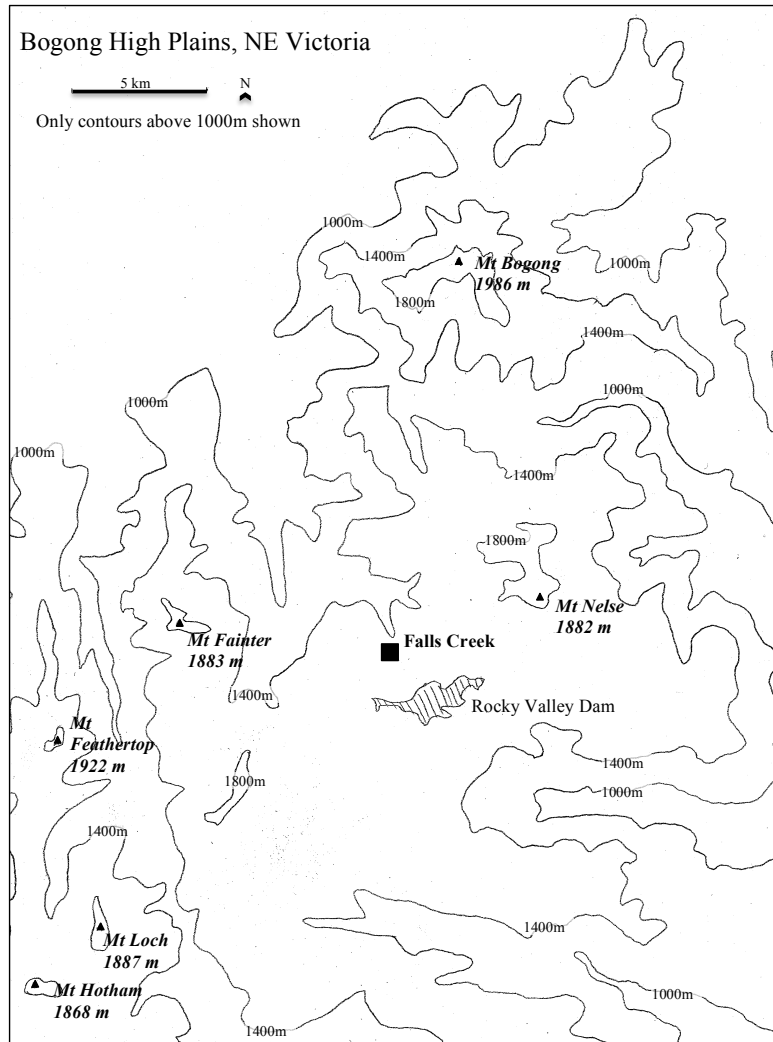 Bogong High Plains, NE Victoria
5 km
N
Only contours above 1000m shown
1000m
1400m
Mt Bogong
1986 m
1000m
1800m
1400m
1000m
1000m
1000m
1400m
1800m
Mt Nelse
1882 m
Mt Fainter
1883 m
Falls Creek
1400m
Rocky Valley Dam
Mt
Feathertop
1922 m
1400m
1800m
1000m
1400m
1400m
Mt Loch
1887 m
Mt Hotham
1868 m
1000m
1400m